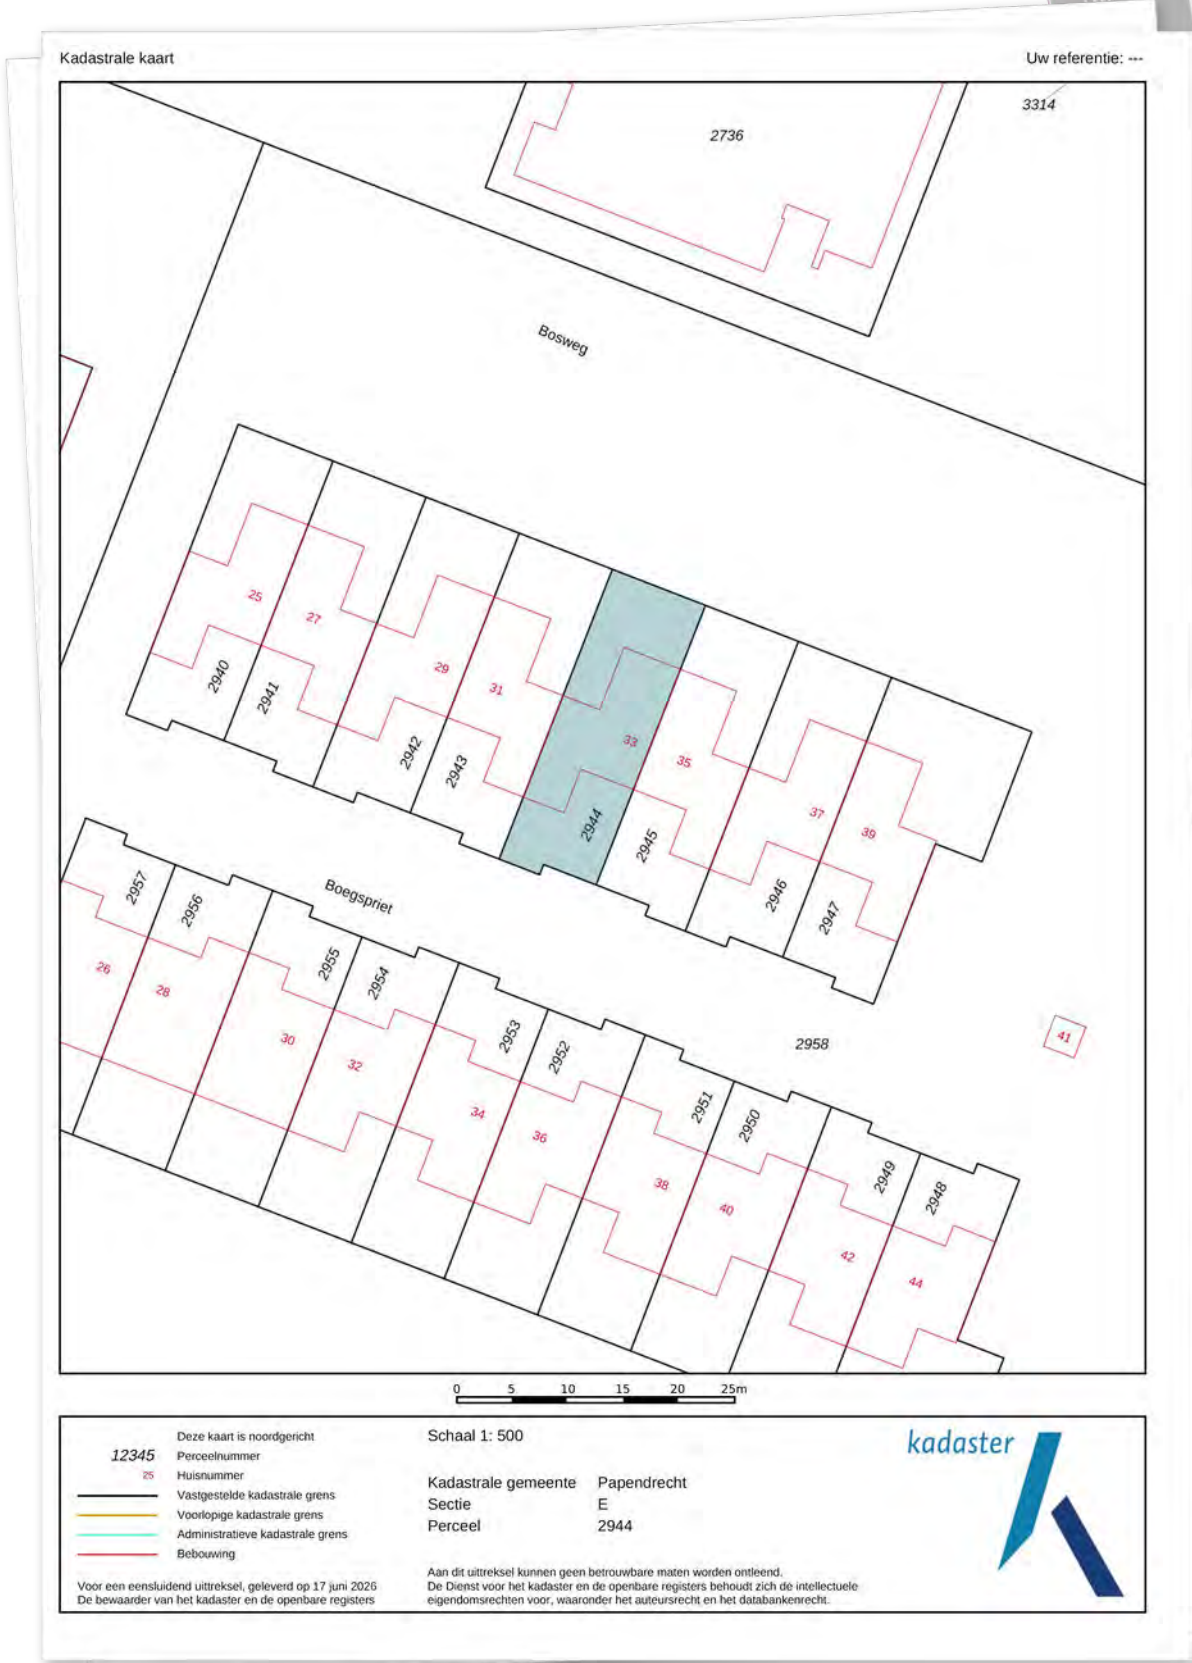 Kadastrale kaart
Uw referentie: ---
3314
2736
Bosweg
25
27
29
31
33
35
37
39
2940
2941
2942
2943
2944
2945
2946
2947
Boegspriet
2957
2956
2955
2954
2953
2952
2951
2950
2949
2948
2958
41
26
28
30
32
34
36
38
40
42
44
0 5 10 15 20 25m
Deze kaart is noordgericht
12345 Perceelnummer
25 Huisnummer
Vastgestelde kadastrale grens
Voorlopige kadastrale grens
Administratieve kadastrale grens
Bebouwing
Voor een eensluidend uittreksel, geleverd op 17 juni 2026
De bewaarder van het kadaster en de openbare registers
Schaal 1: 500
Kadastrale gemeente Papendrecht
Sectie E
Perceel 2944
Aan dit uittreksel kunnen geen betrouwbare maten worden ontleend.
De Dienst voor het kadaster en de openbare registers behoudt zich de intellectuele
eigendomsrechten voor, waaronder het auteursrecht en het databankenrecht.
kadaster